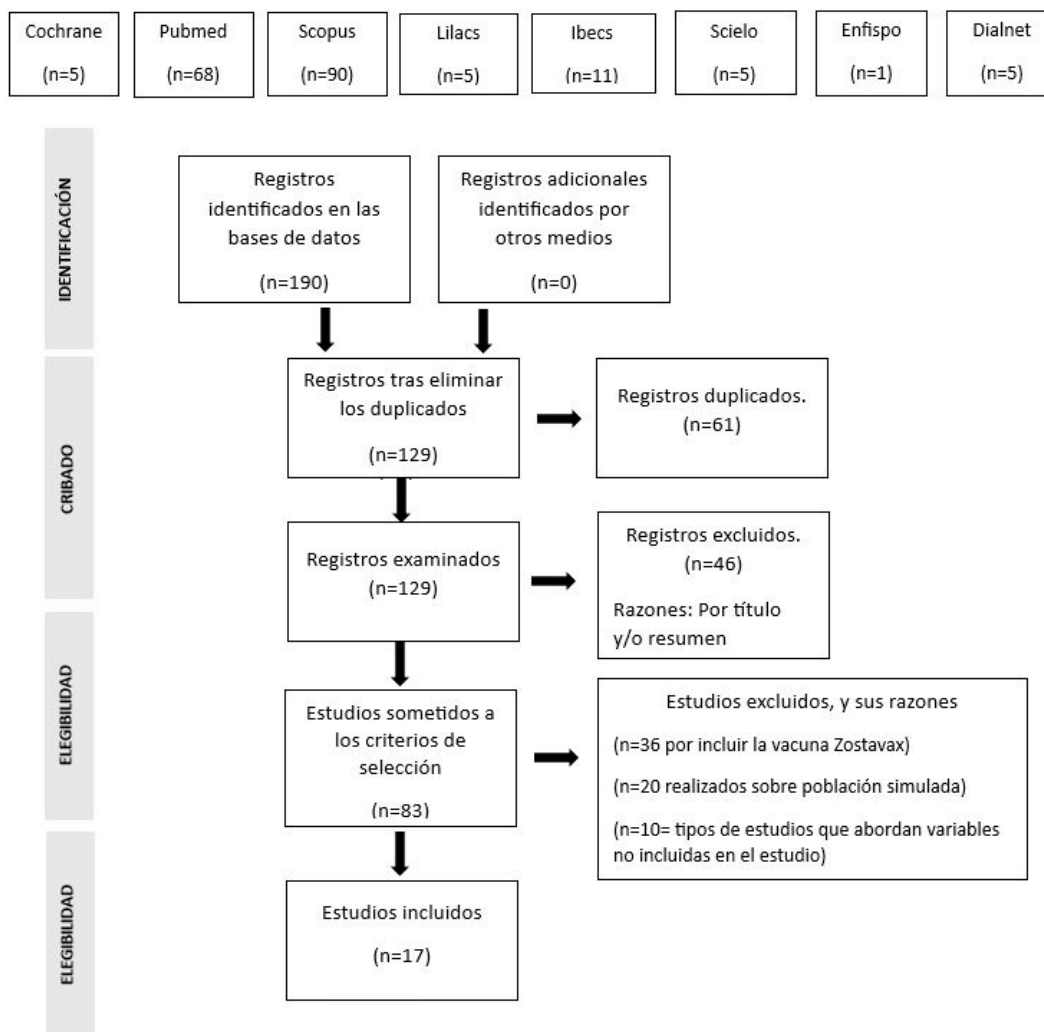 Cochrane
(n=5)
Pubmed
(n=68)
Scopus
(n=90)
Lilacs
(n=5)
Ibecs
(n=11)
Scielo
(n=5)
Enfispo
(n=1)
Dialnet
(n=5)
IDENTIFICACIÓN
Registros
identificados en las
bases de datos
(n=190)
Registros adicionales
identificados por
otros medios
(n=0)
CRIBADO
Registros tras eliminar
los duplicados
(n=129)
Registros duplicados.
(n=61)
Registros examinados
(n=129)
Registros excluidos.
(n=46)
Razones: Por título
y/o resumen
ELEGIBILIDAD
Estudios sometidos a
los criterios de
selección
(n=83)
Estudios excluidos, y sus razones
(n=36 por incluir la vacuna Zostavax)
(n=20 realizados sobre población simulada)
(n=10= tipos de estudios que abordan variables
no incluidas en el estudio)
ELEGIBILIDAD
Estudios incluidos
(n=17)